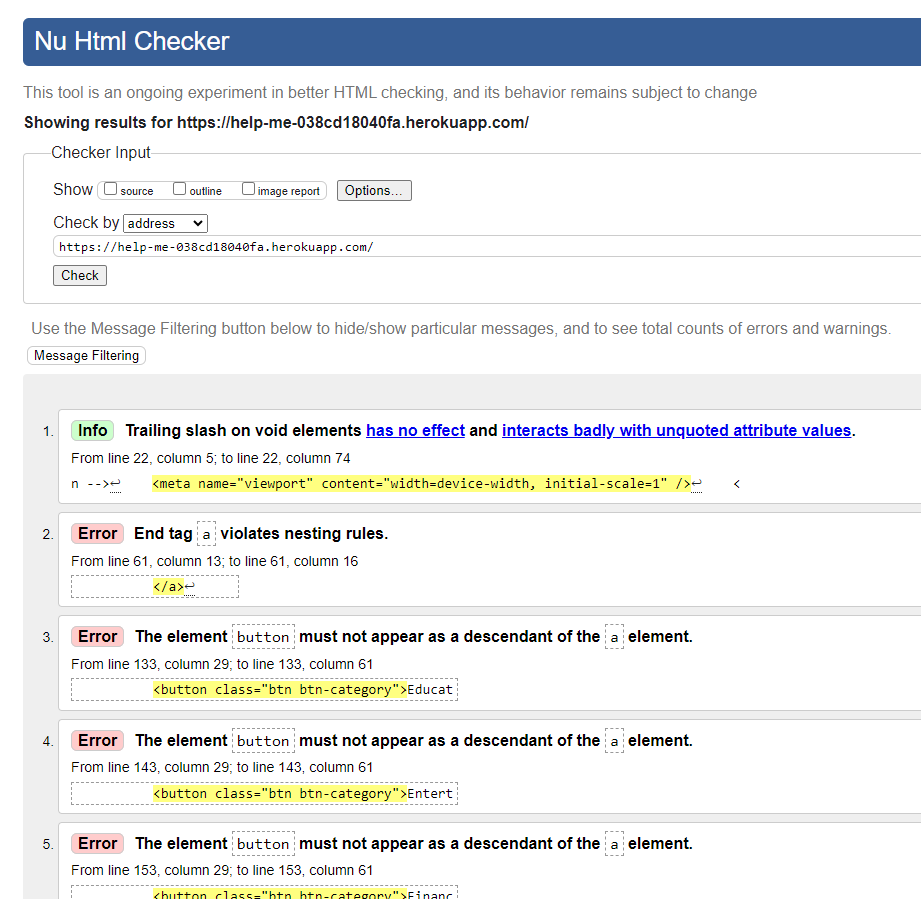 Nu Html Checker
This tool is an ongoing experiment in better HTML checking, and its behavior remains subject to change
Showing results for https://help-me-038cd18040fa.herokuapp.com/
Checker Input
Show source outline image report Options...
Check by address
https://help-me-038cd18040fa.herokuapp.com/
Check
Use the Message Filtering button below to hide/show particular messages, and to see total counts of errors and warnings.
Message Filtering
1. Info Trailing slash on void elements has no effect and interacts badly with unquoted attribute values.
From line 22, column 5; to line 22, column 74
n -->↩ <meta name="viewport" content="width=device-width, initial-scale=1" />↩ <
2. Error End tag a violates nesting rules.
From line 61, column 13; to line 61, column 16
</a>↩
3. Error The element button must not appear as a descendant of the a element.
From line 133, column 29; to line 133, column 61
<button class="btn btn-category">Educat
4. Error The element button must not appear as a descendant of the a element.
From line 143, column 29; to line 143, column 61
<button class="btn btn-category">Entert
5. Error The element button must not appear as a descendant of the a element.
From line 153, column 29; to line 153, column 61
<button class="btn btn-category">Financ